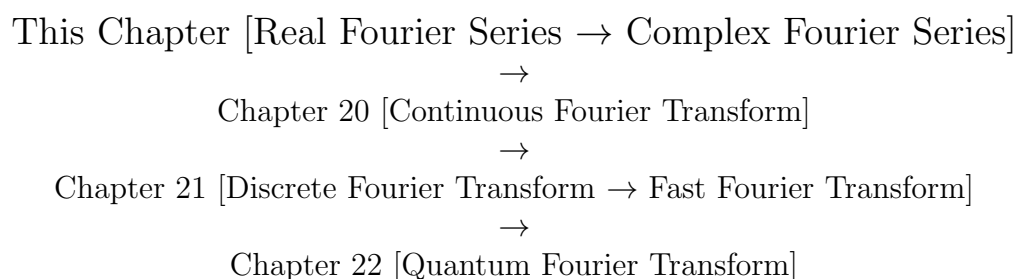 This Chapter [Real Fourier Series → Complex Fourier Series]
→
Chapter 20 [Continuous Fourier Transform]
→
Chapter 21 [Discrete Fourier Transform → Fast Fourier Transform]
→
Chapter 22 [Quantum Fourier Transform]